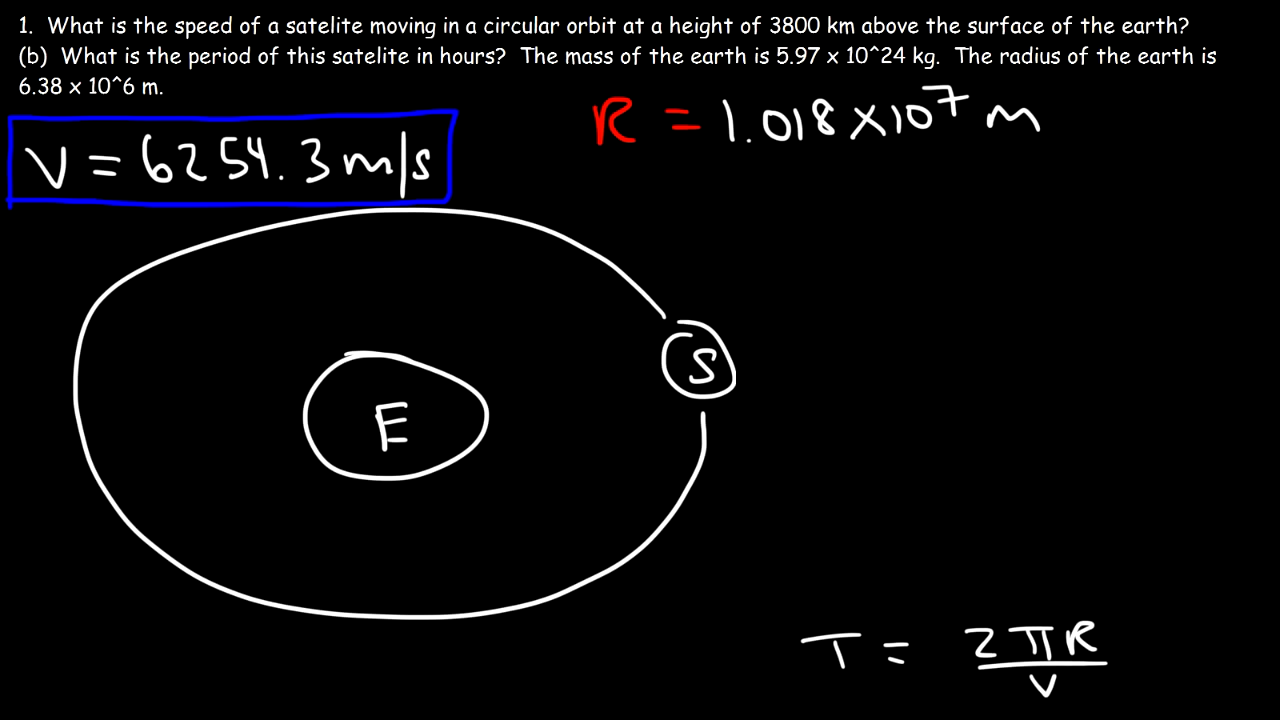 1. What is the speed of a satelite moving in a circular orbit at a height of 3800 km above the surface of the earth?
(b) What is the period of this satelite in hours? The mass of the earth is 5.97 x 10^24 kg. The radius of the earth is
6.38 x 10^6 m.
R = 1.018 x 10⁷ m
V = 6254.3 m/s
S
E
T = 2πR / V